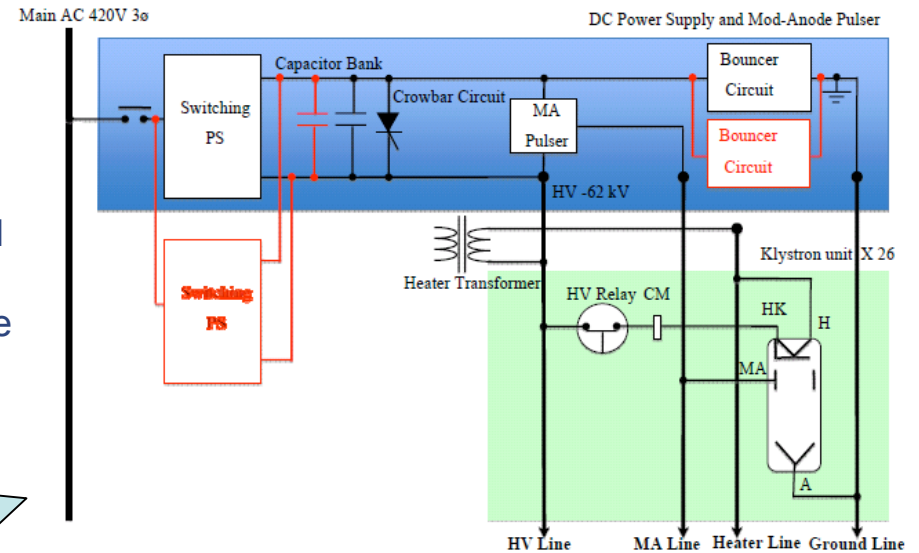 Main AC 420V 3ø
DC Power Supply and Mod-Anode Pulser
Switching
PS
Capacitor Bank
Crowbar Circuit
MA
Pulser
Bouncer
Circuit
Bouncer
Circuit
HV -62 kV
Switching
PS
Heater Transformer
Klystron unit X 26
HV Relay CM
HK
H
MA
A
HV Line
MA Line
Heater Line
Ground Line